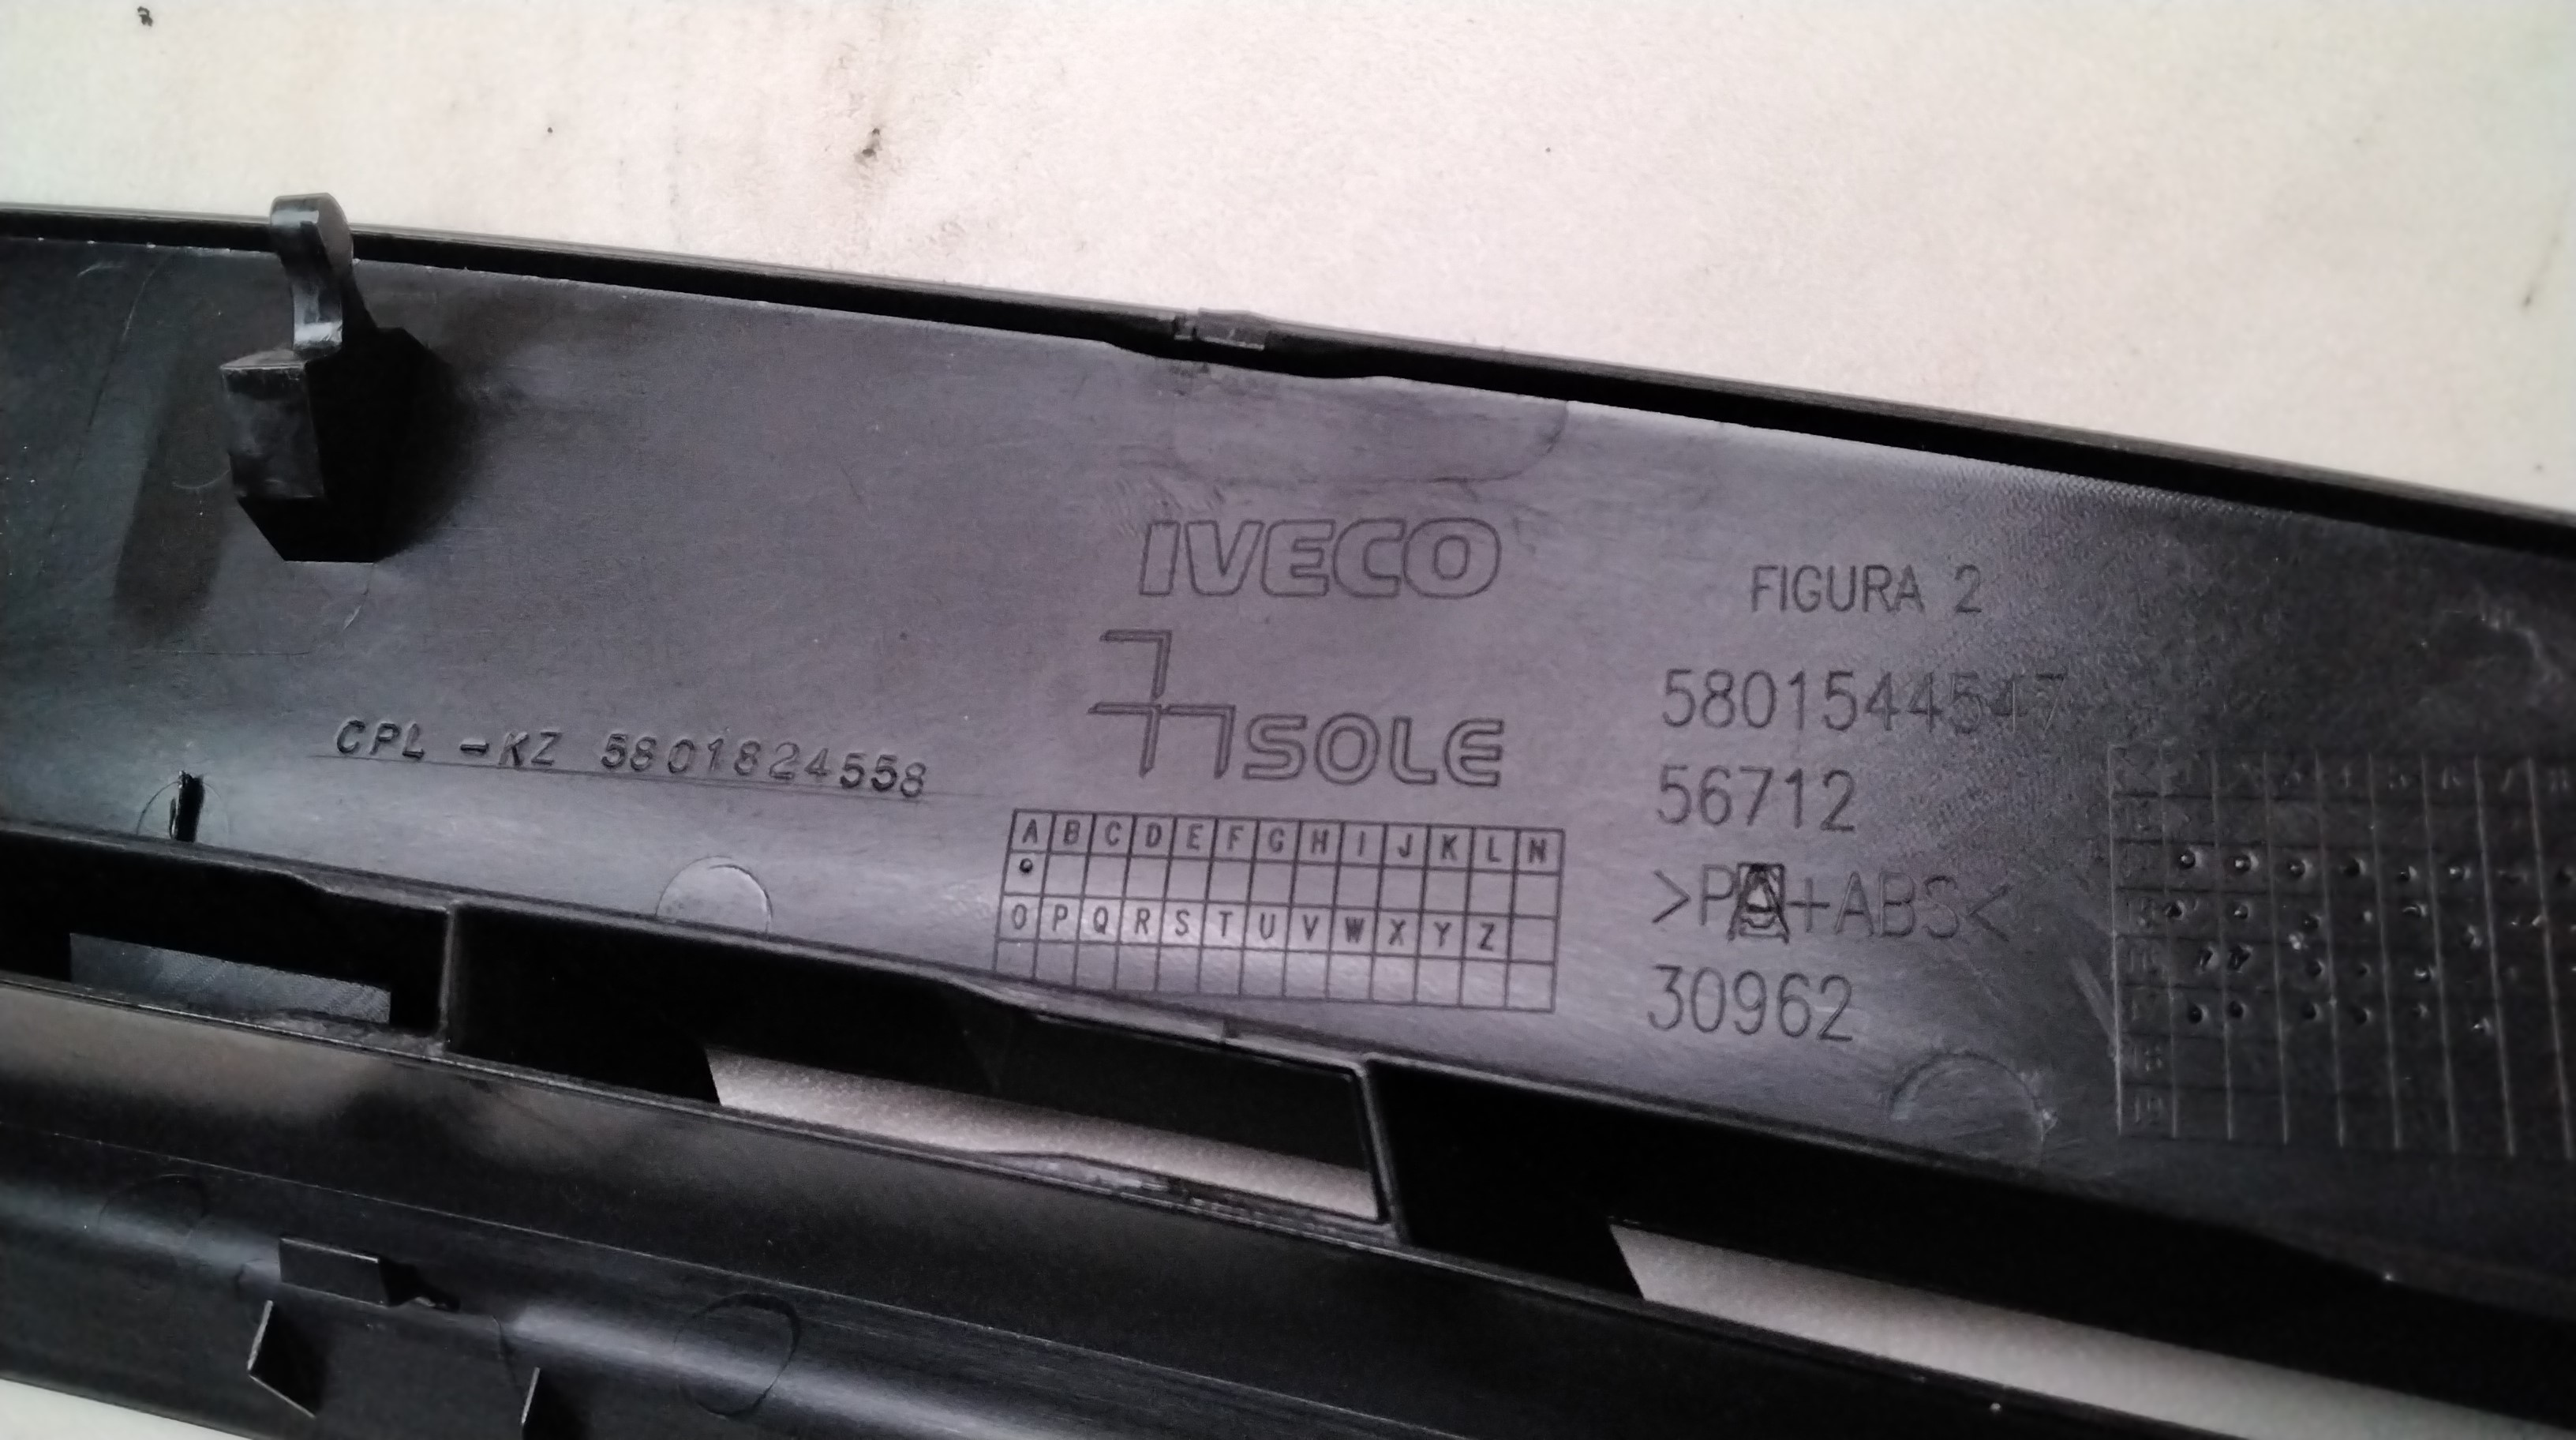 IVECO
FIGURA 2
SOLE
5801544547
CPL -KZ 5801824558
56712
A B C D E F G H I J K L N
>PA+ABS<
O P Q R S T U V W X Y Z
30962